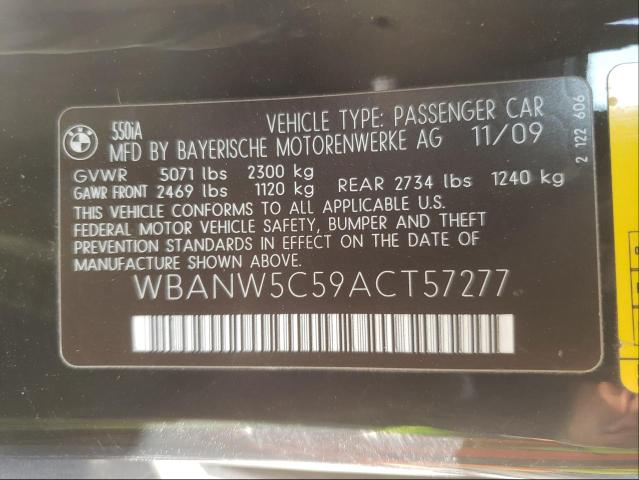 BMW
550iA VEHICLE TYPE: PASSENGER CAR
MFD BY BAYERISCHE MOTORENWERKE AG 11/09
GVWR 5071 lbs 2300 kg
GAWR FRONT 2469 lbs 1120 kg REAR 2734 lbs 1240 kg
THIS VEHICLE CONFORMS TO ALL APPLICABLE U.S.
FEDERAL MOTOR VEHICLE SAFETY, BUMPER AND THEFT
PREVENTION STANDARDS IN EFFECT ON THE DATE OF
MANUFACTURE SHOWN ABOVE.
WBANW5C59ACT57277
2 122 606